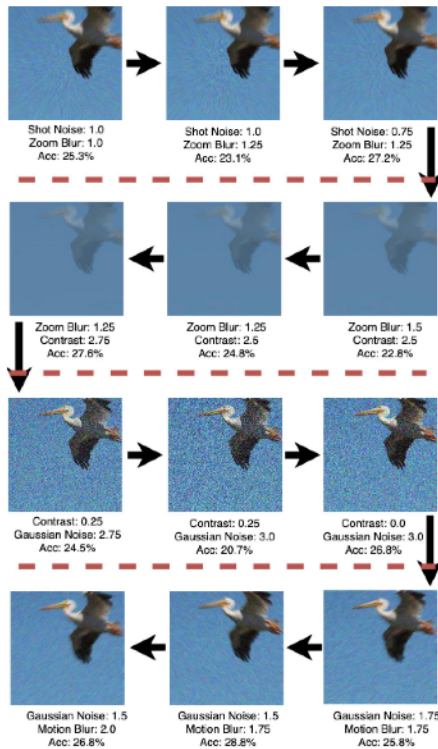 Shot Noise: 1.0
Zoom Blur: 1.0
Acc: 25.3%
Shot Noise: 1.0
Zoom Blur: 1.25
Acc: 23.1%
Shot Noise: 0.75
Zoom Blur: 1.25
Acc: 27.2%
Zoom Blur: 1.25
Contrast: 2.75
Acc: 27.6%
Zoom Blur: 1.25
Contrast: 2.5
Acc: 24.8%
Zoom Blur: 1.5
Contrast: 2.5
Acc: 22.8%
Contrast: 0.25
Gaussian Noise: 2.75
Acc: 24.5%
Contrast: 0.25
Gaussian Noise: 3.0
Acc: 20.7%
Contrast: 0.0
Gaussian Noise: 3.0
Acc: 26.8%
Gaussian Noise: 1.5
Motion Blur: 2.0
Acc: 26.8%
Gaussian Noise: 1.5
Motion Blur: 1.75
Acc: 28.8%
Gaussian Noise: 1.75
Motion Blur: 1.75
Acc: 25.8%